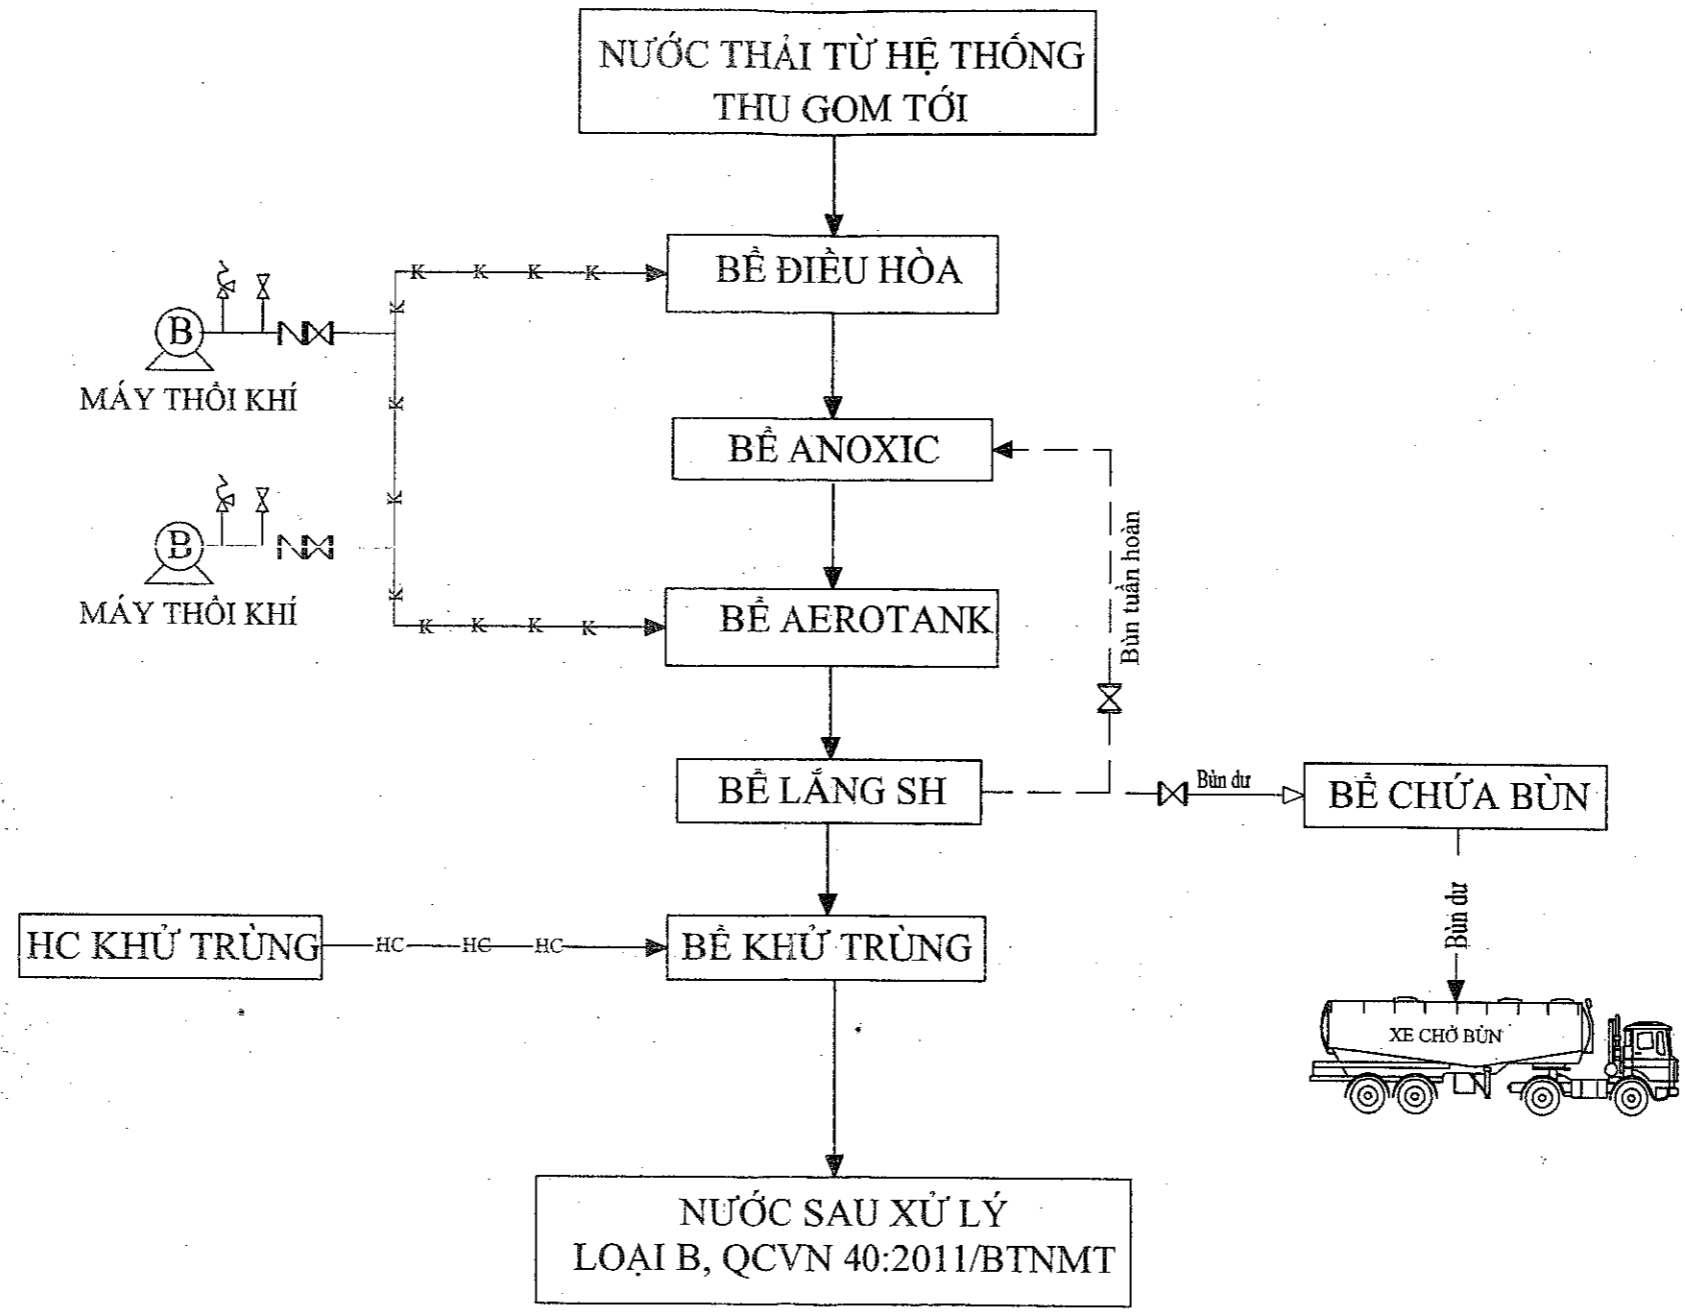 NƯỚC THẢI TỪ HỆ THỐNG
THU GOM TỚI
BỂ ĐIỀU HÒA
K K K K
K
B
MÁY THỔI KHÍ
K
BỂ ANOXIC
K
B
MÁY THỔI KHÍ
K
K K K K
BỂ AEROTANK
Bùn tuần hoàn
BỂ LẮNG SH
Bùn dư
BỂ CHỨA BÙN
Bùn dư
HC KHỬ TRÙNG
HC HC HC
BỂ KHỬ TRÙNG
XE CHỞ BÙN
NƯỚC SAU XỬ LÝ
LOẠI B, QCVN 40:2011/BTNMT